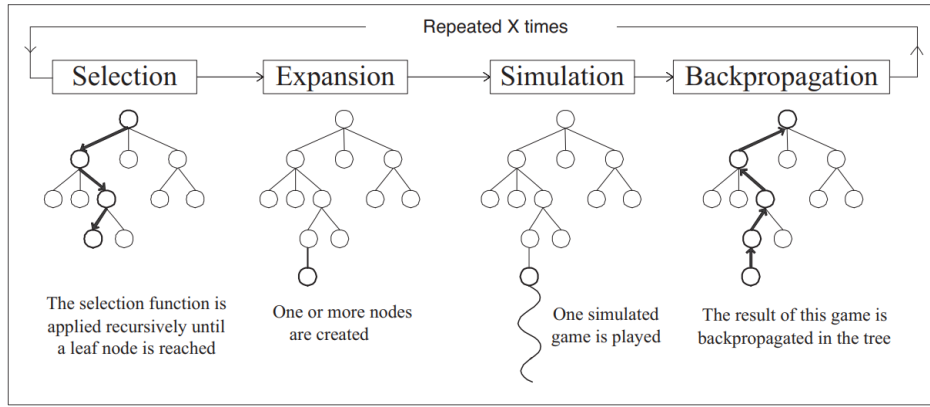 Repeated X times
Selection
Expansion
Simulation
Backpropagation
The selection function is
applied recursively until
a leaf node is reached
One or more nodes
are created
One simulated
game is played
The result of this game is
backpropagated in the tree